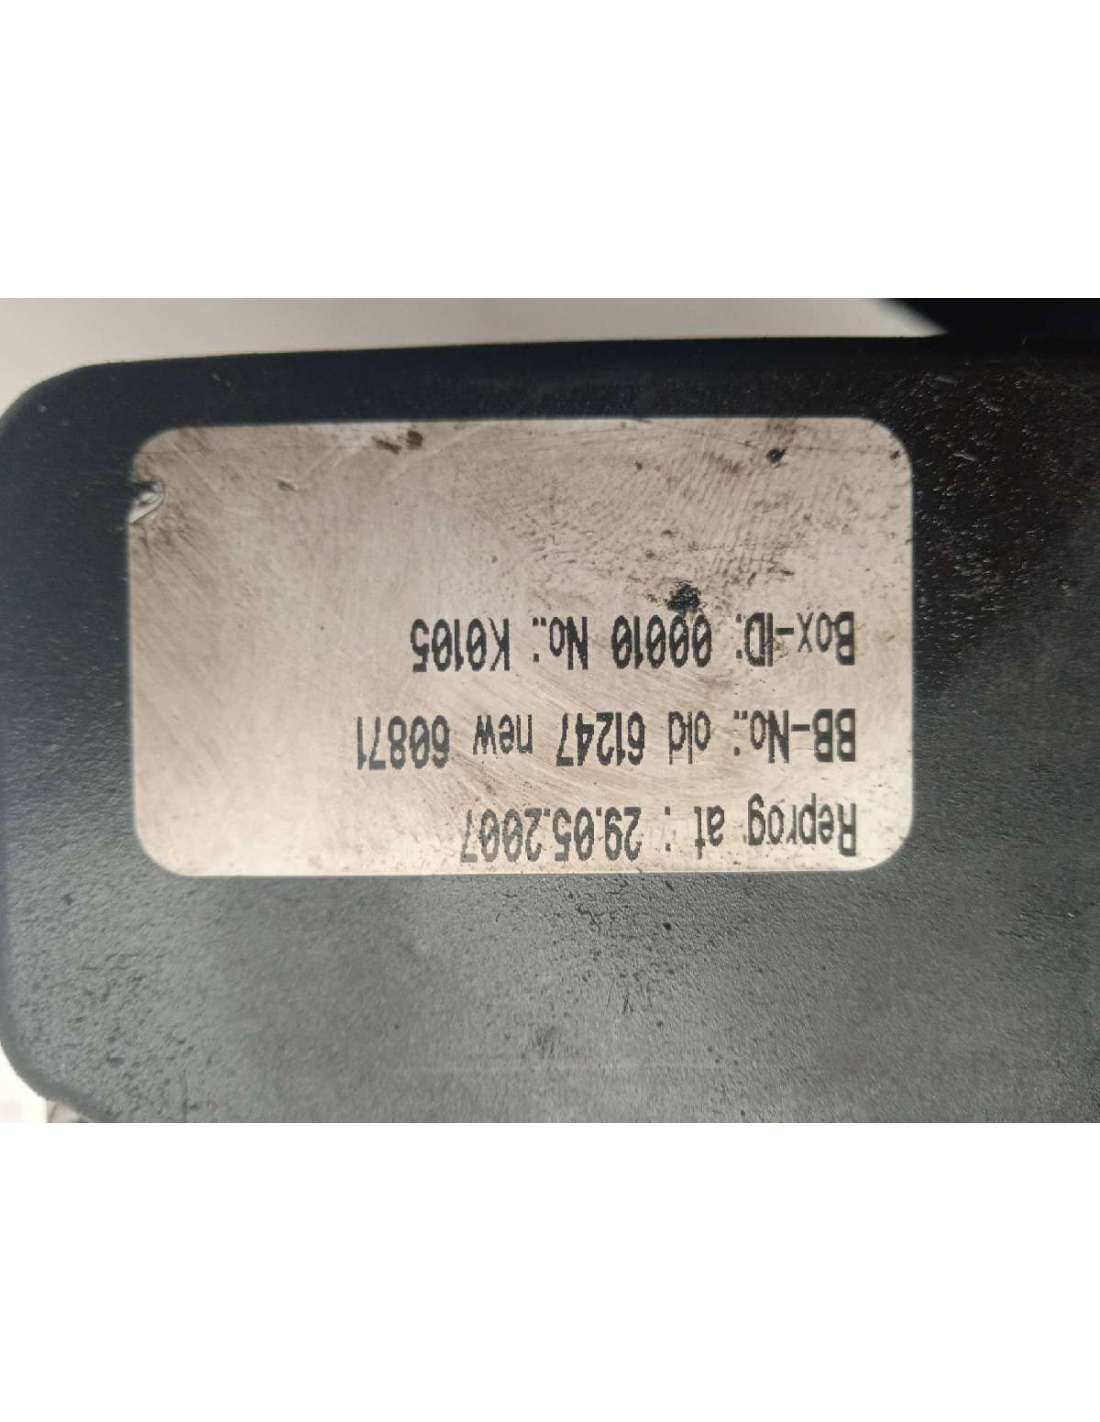 Reprog at : 29.05.2007
BB-No.: old 61247 new 60871
Box-ID: 00010 No.: K0105